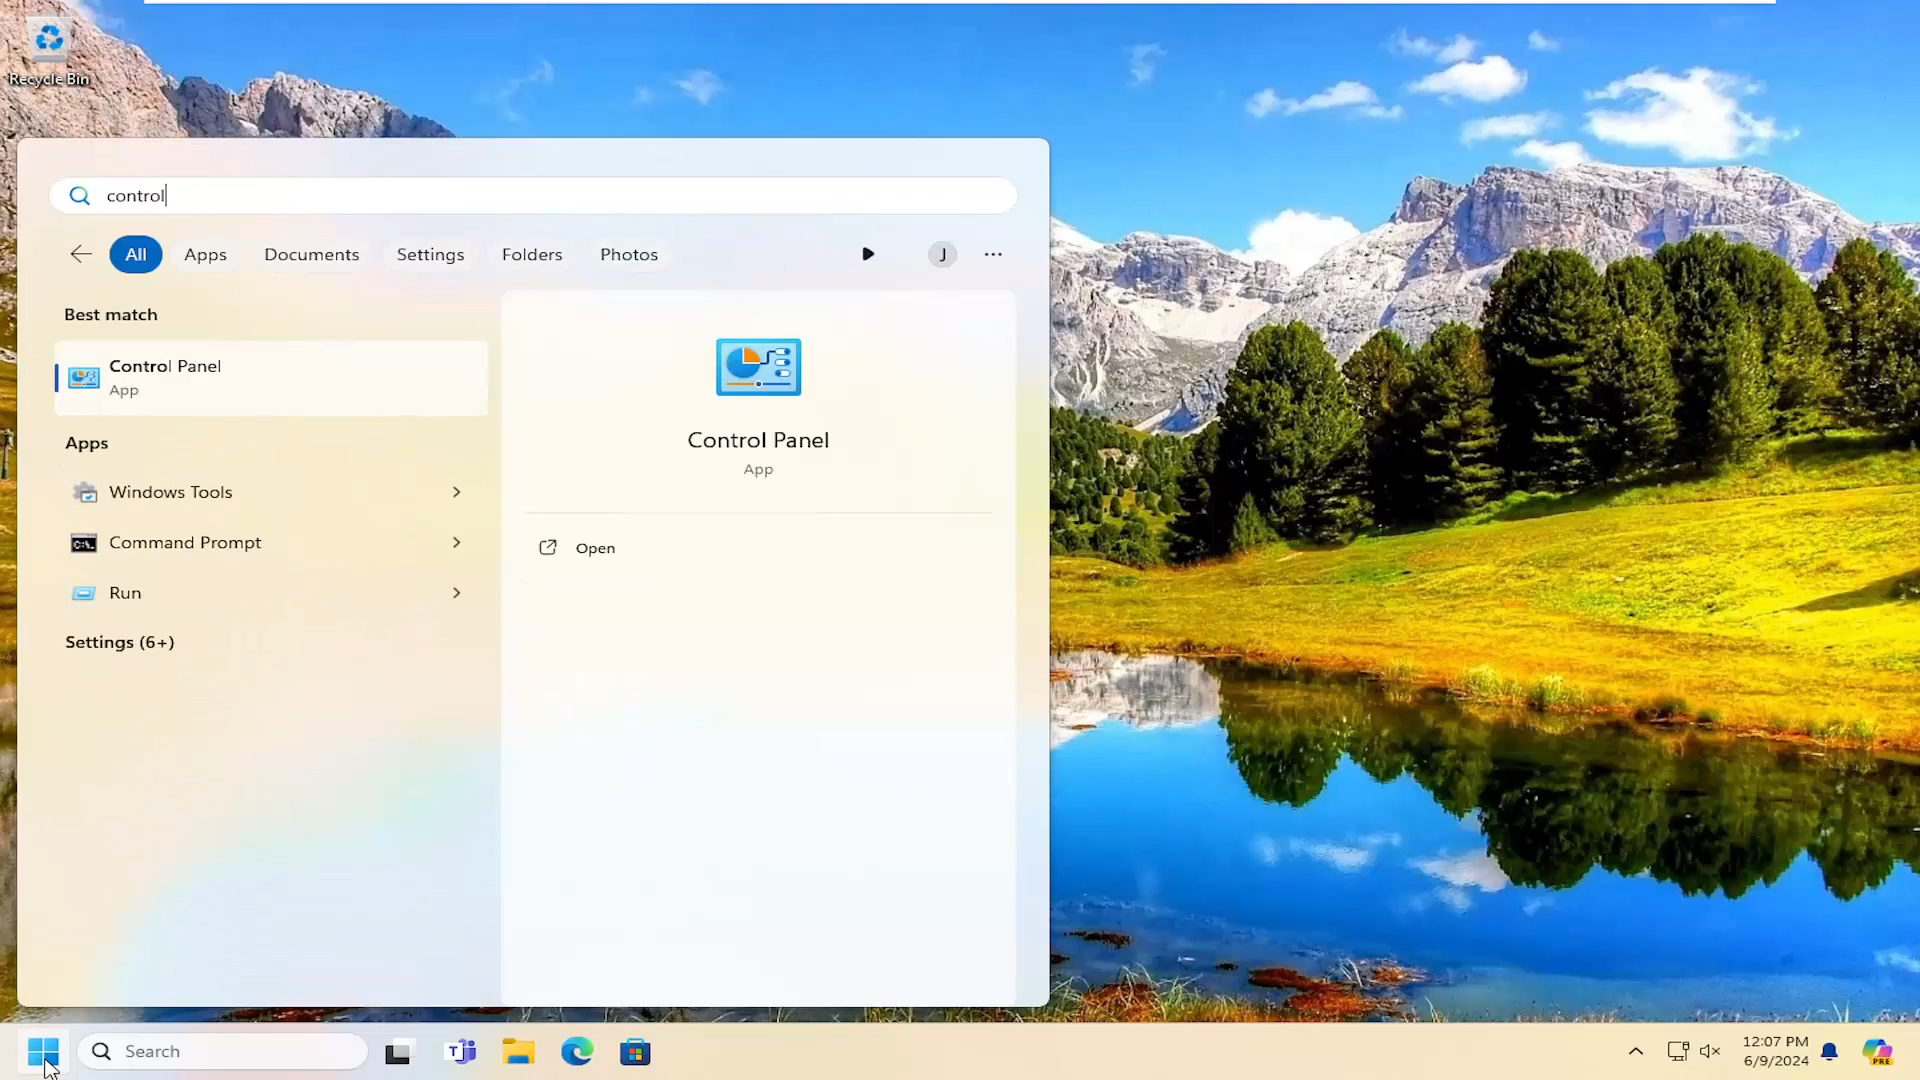 Recycle Bin
control
All
Apps
Documents
Settings
Folders
Photos
J
Best match
Control Panel
App
Apps
Windows Tools
Command Prompt
Run
Settings (6+)
Control Panel
App
Open
Search
12:07 PM
6/9/2024
PRE